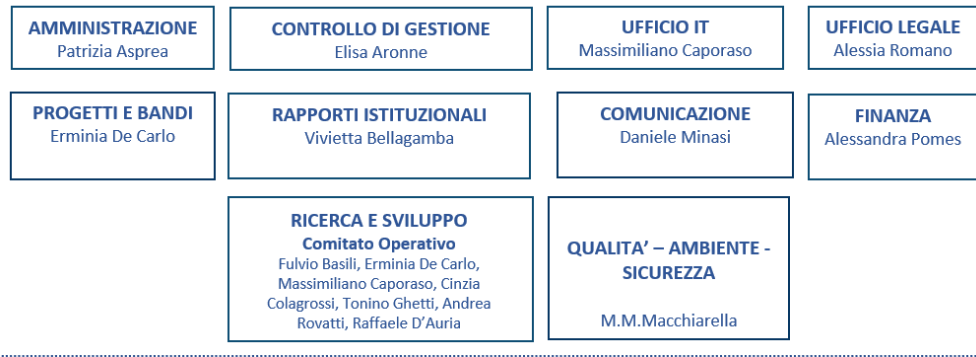 AMMINISTRAZIONE
Patrizia Asprea
CONTROLLO DI GESTIONE
Elisa Aronne
UFFICIO IT
Massimiliano Caporaso
UFFICIO LEGALE
Alessia Romano
PROGETTI E BANDI
Erminia De Carlo
RAPPORTI ISTITUZIONALI
Vivietta Bellagamba
COMUNICAZIONE
Daniele Minasi
FINANZA
Alessandra Pomes
RICERCA E SVILUPPO
Comitato Operativo
Fulvio Basili, Erminia De Carlo,
Massimiliano Caporaso, Cinzia
Colagrossi, Tonino Ghetti, Andrea
Rovatti, Raffaele D’Auria
QUALITA’ – AMBIENTE -
SICUREZZA
M.M.Macchiarella